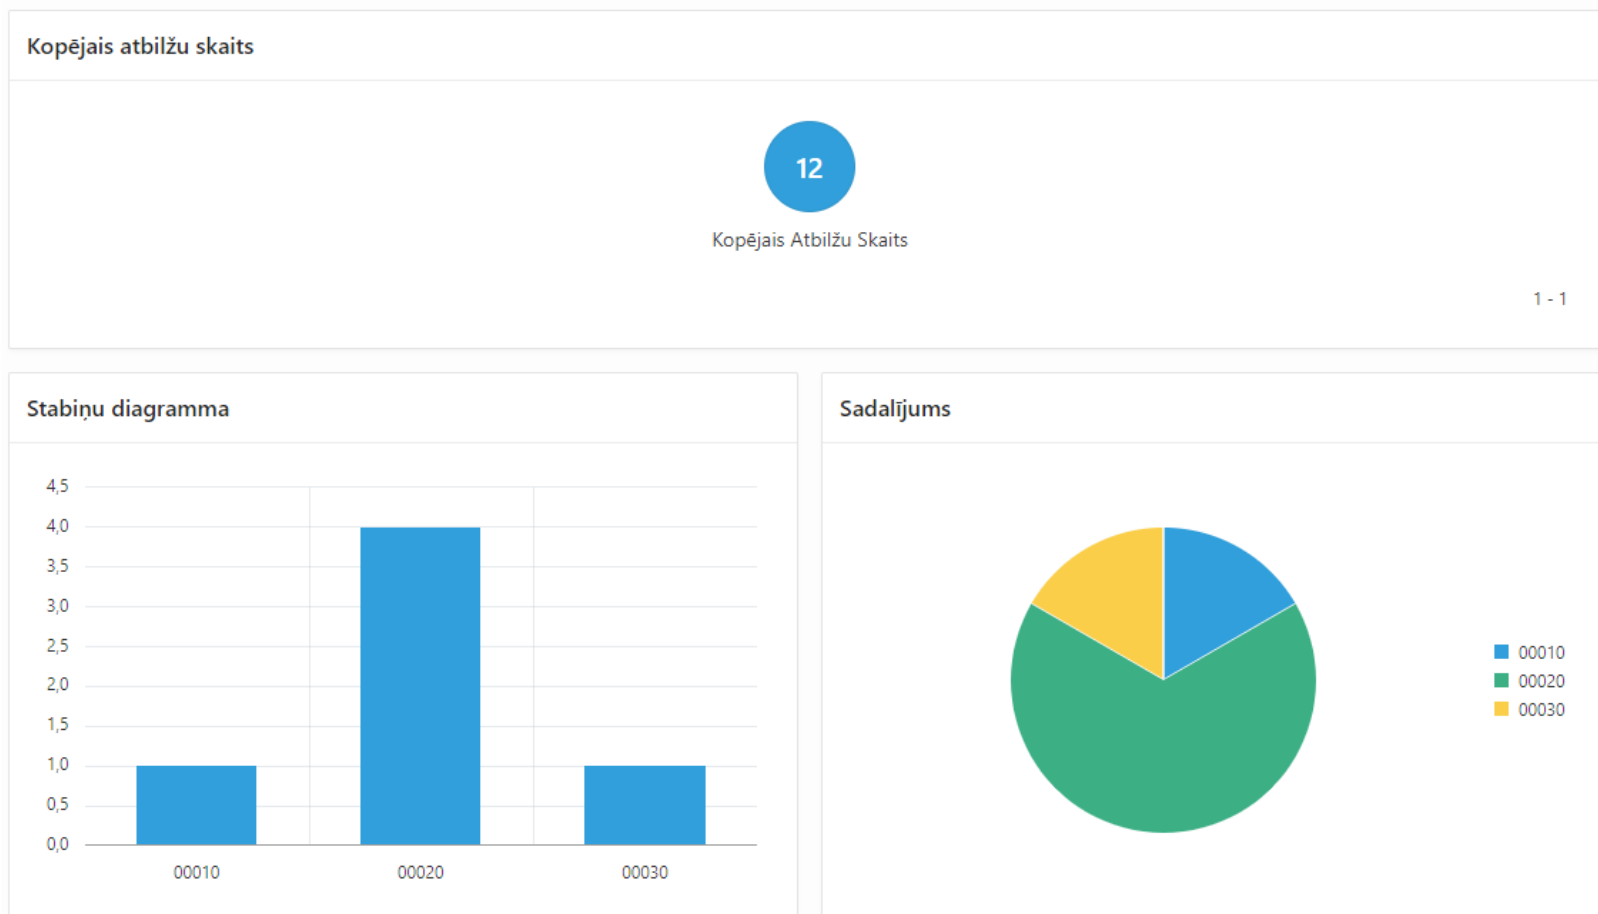 Kopējais atbilžu skaits
12
Kopējais Atbilžu Skaits
1 - 1
Stabiņu diagramma
4,5
4,0
3,5
3,0
2,5
2,0
1,5
1,0
0,5
0,0
00010 00020 00030
Sadalījums
00010
00020
00030